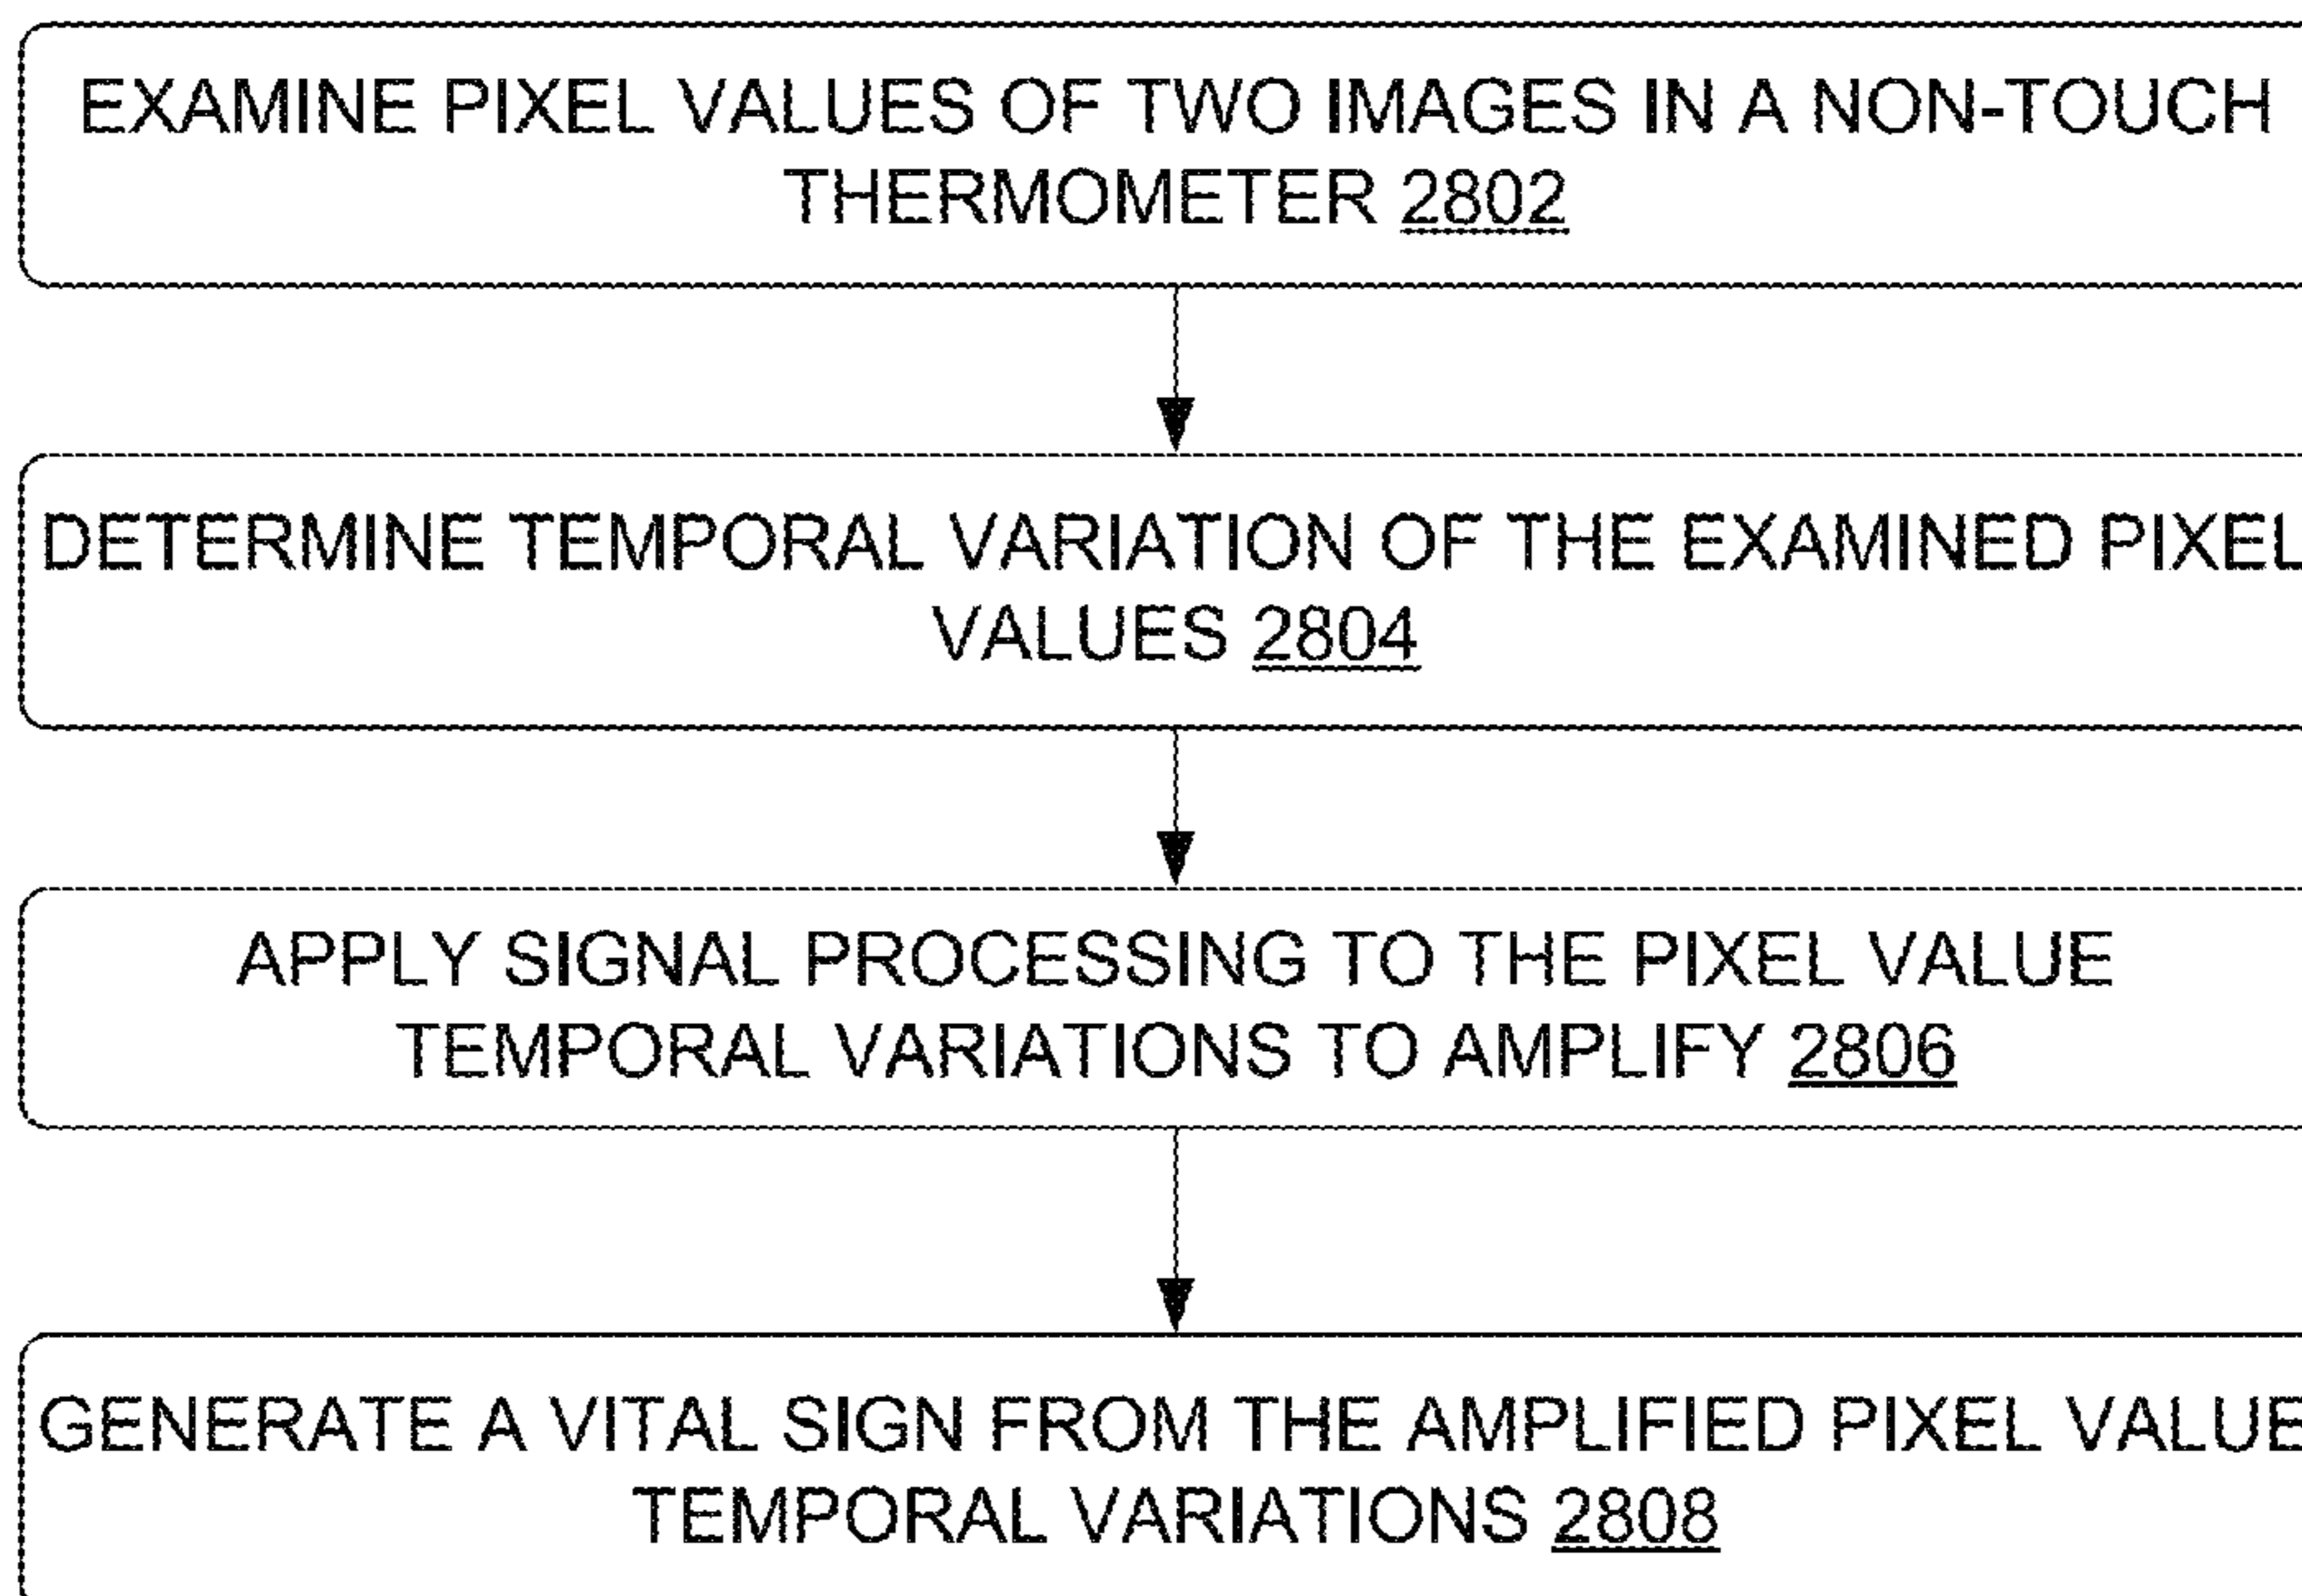 EXAMINE PIXEL VALUES OF TWO IMAGES IN A NON-TOUCH
THERMOMETER 2802
DETERMINE TEMPORAL VARIATION OF THE EXAMINED PIXEL
VALUES 2804
APPLY SIGNAL PROCESSING TO THE PIXEL VALUE
TEMPORAL VARIATIONS TO AMPLIFY 2806
GENERATE A VITAL SIGN FROM THE AMPLIFIED PIXEL VALUE
TEMPORAL VARIATIONS 2808